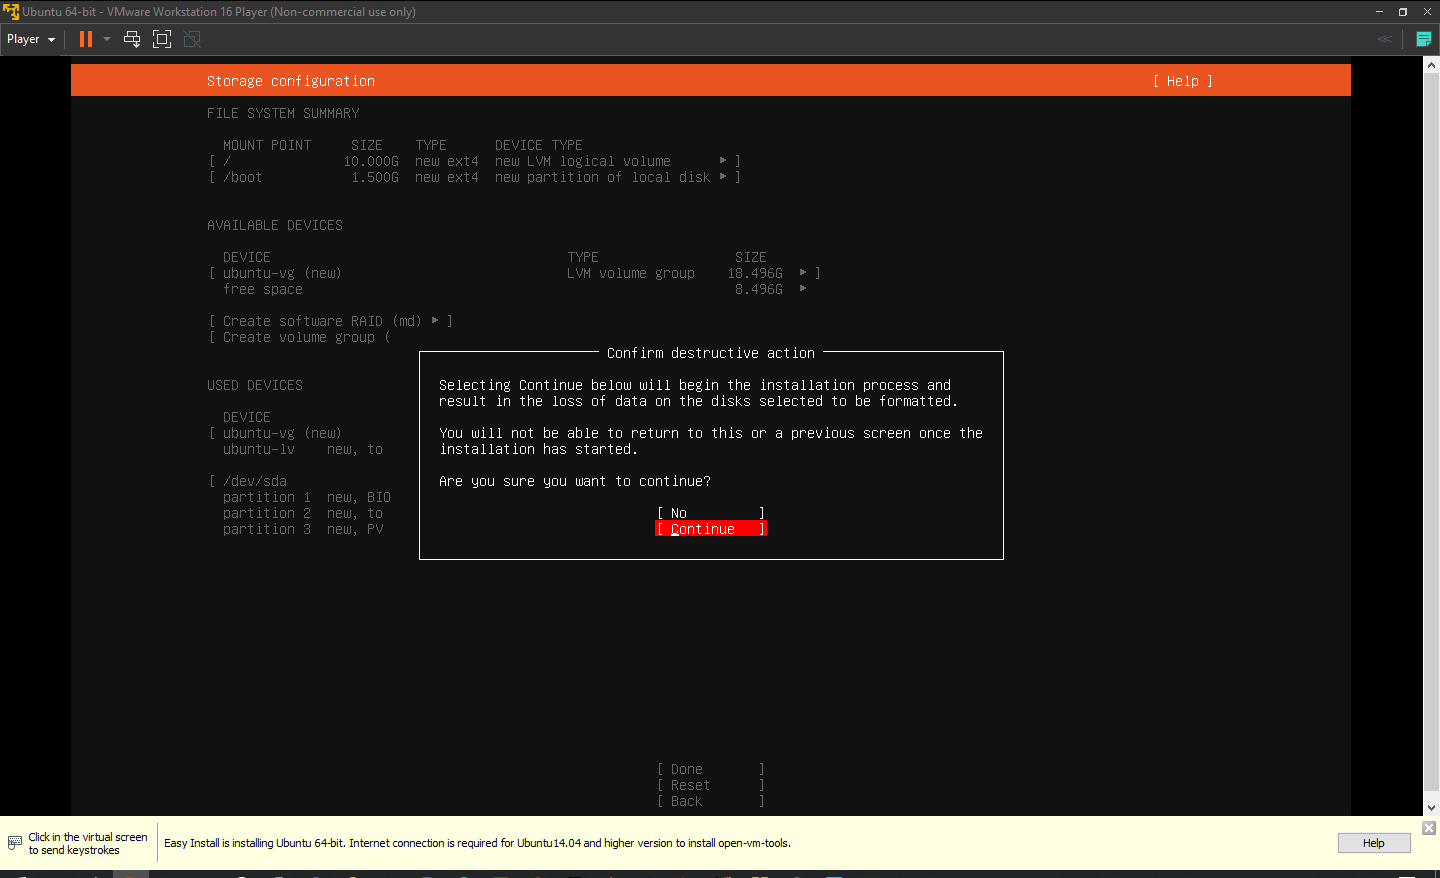 Ubuntu 64-bit - VMware Workstation 16 Player (Non-commercial use only)
Player
Storage configuration [ Help ]
FILE SYSTEM SUMMARY
MOUNT POINT SIZE TYPE DEVICE TYPE
[ / 10.000G new ext4 new LVM logical volume ▸ ]
[ /boot 1.500G new ext4 new partition of local disk ▸ ]
AVAILABLE DEVICES
DEVICE TYPE SIZE
[ ubuntu-vg (new) LVM volume group 18.496G ▸ ]
free space 8.496G ▸
[ Create software RAID (md) ▸ ]
[ Create volume group (
Confirm destructive action
USED DEVICES
Selecting Continue below will begin the installation process and
result in the loss of data on the disks selected to be formatted.
DEVICE
[ ubuntu-vg (new)
You will not be able to return to this or a previous screen once the
ubuntu-lv new, to
installation has started.
[ /dev/sda
Are you sure you want to continue?
partition 1 new, BIO
partition 2 new, to
[ No ]
partition 3 new, PV
[ Continue ]
[ Done ]
[ Reset ]
[ Back ]
Click in the virtual screen
to send keystrokes
Easy Install is installing Ubuntu 64-bit. Internet connection is required for Ubuntu14.04 and higher version to install open-vm-tools.
Help